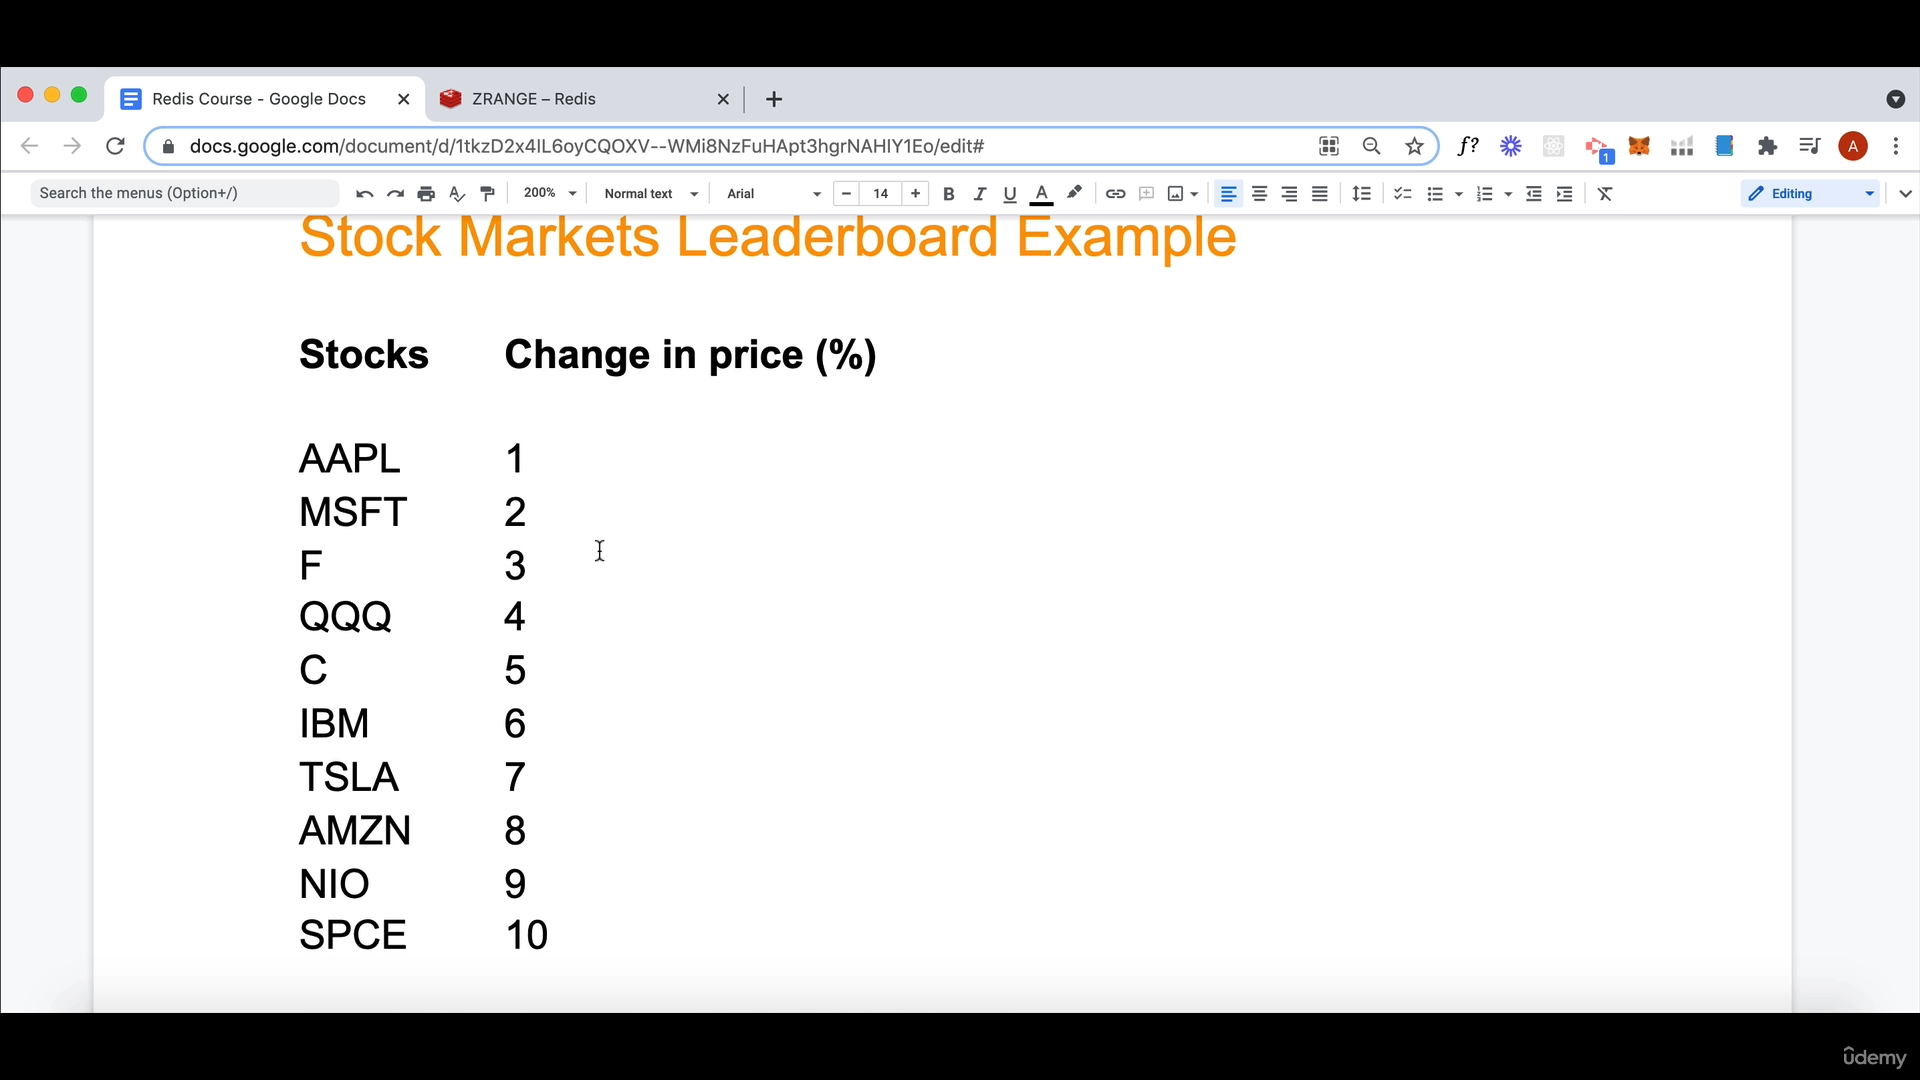 Redis Course - Google Docs
ZRANGE – Redis
docs.google.com/document/d/1tkzD2x4IL6oyCQOXV--WMi8NzFuHApt3hgrNAHIY1Eo/edit#
f?
1
A
Search the menus (Option+/)
200%
Normal text
Arial
14
B
I
U
A
Editing
Stock Markets Leaderboard Example
Stocks Change in price (%)
AAPL 1
MSFT 2
F 3
QQQ 4
C 5
IBM 6
TSLA 7
AMZN 8
NIO 9
SPCE 10
ûdemy